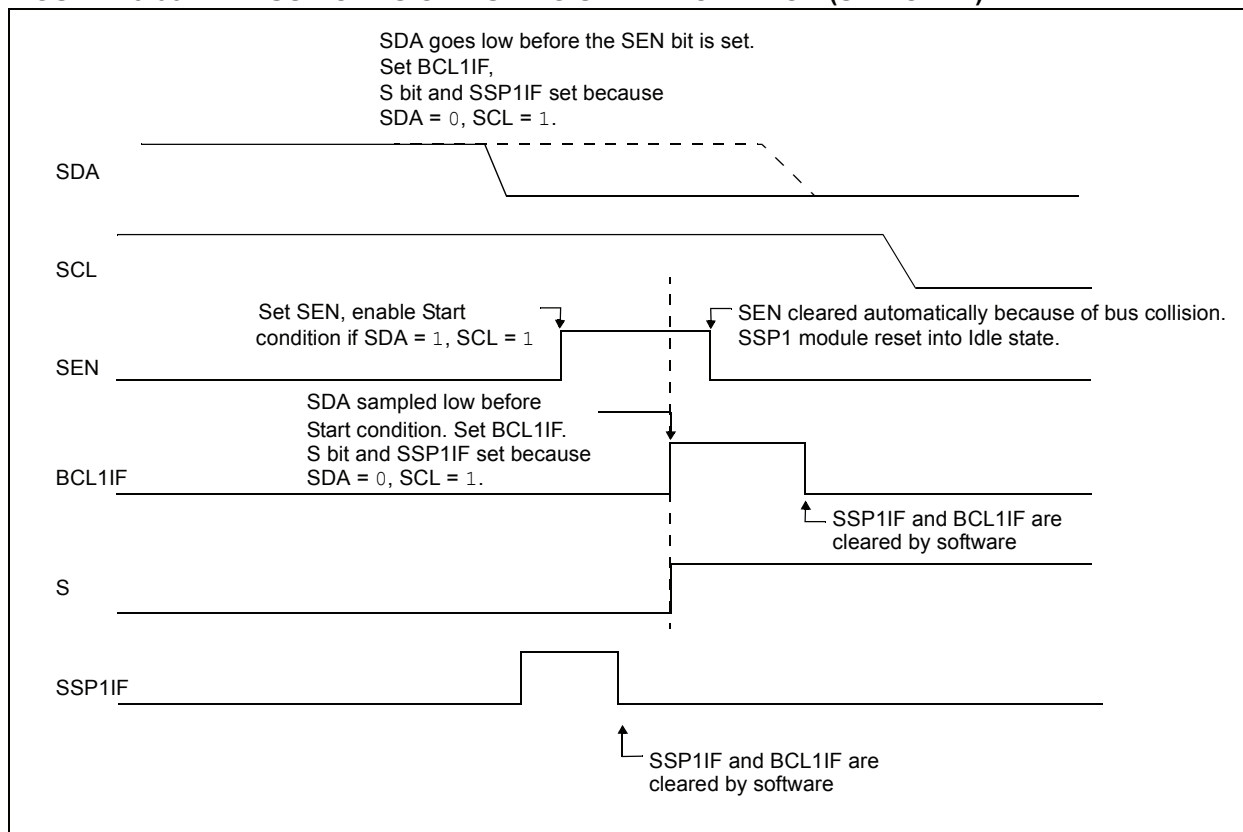 SDA goes low before the SEN bit is set.
Set BCL1IF,
S bit and SSP1IF set because
SDA = 0, SCL = 1.
SDA
SCL
Set SEN, enable Start
condition if SDA = 1, SCL = 1
SEN cleared automatically because of bus collision.
SSP1 module reset into Idle state.
SEN
SDA sampled low before
Start condition. Set BCL1IF.
S bit and SSP1IF set because
SDA = 0, SCL = 1.
BCL1IF
SSP1IF and BCL1IF are
cleared by software
S
SSP1IF
SSP1IF and BCL1IF are
cleared by software